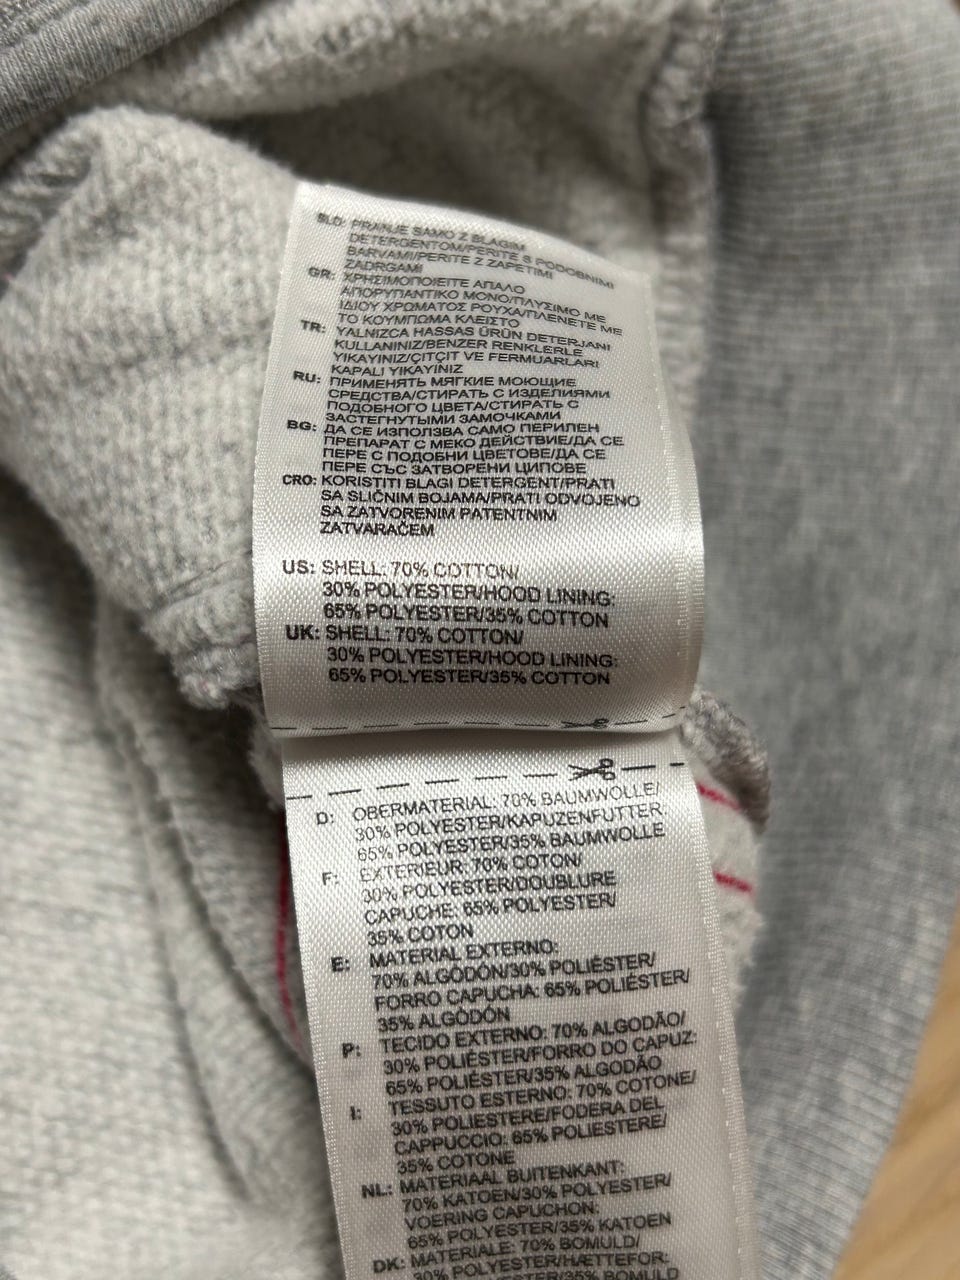 SLO: PRANJE SAMO Z BLAGIM
DETERGENTOM/PERITE S PODOBNIMI
BARVAMI/PERITE Z ZAPETIMI
ZADRGAMI
GR: ΧΡΗΣΙΜΟΠΟΙΕΙΤΕ ΑΠΑΛΟ
ΑΠΟΡΥΠΑΝΤΙΚΟ ΜΟΝΟ/ΠΛΥΣΙΜΟ ΜΕ
ΙΔΙΟΥ ΧΡΩΜΑΤΟΣ ΡΟΥΧΑ/ΠΛΕΝΕΤΕ ΜΕ
ΤΟ ΚΟΥΜΠΩΜΑ ΚΛΕΙΣΤΟ
TR: YALNIZCA HASSAS ÜRÜN DETERJANI
KULLANINIZ/BENZER RENKLERLE
YIKAYINIZ/ÇITÇIT VE FERMUARLARI
KAPALI YIKAYINIZ
RU: ПРИМЕНЯТЬ МЯГКИЕ МОЮЩИЕ
СРЕДСТВА/СТИРАТЬ С ИЗДЕЛИЯМИ
ПОДОБНОГО ЦВЕТА/СТИРАТЬ С
ЗАСТЕГНУТЫМИ ЗАМОЧКАМИ
BG: ДА СЕ ИЗПОЛЗВА САМО ПЕРИЛЕН
ПРЕПАРАТ С МЕКО ДЕЙСТВИЕ/ДА СЕ
ПЕРЕ С ПОДОБНИ ЦВЕТОВЕ/ДА СЕ
ПЕРЕ СЪС ЗАТВОРЕНИ ЦИПОВЕ
CRO: KORISTITI BLAGI DETERGENT/PRATI
SA SLIČNIM BOJAMA/PRATI ODVOJENO
SA ZATVORENIM PATENTNIM
ZATVARAČEM
US: SHELL: 70% COTTON/
30% POLYESTER/HOOD LINING:
65% POLYESTER/35% COTTON
UK: SHELL: 70% COTTON/
30% POLYESTER/HOOD LINING:
65% POLYESTER/35% COTTON
D: OBERMATERIAL: 70% BAUMWOLLE/
30% POLYESTER/KAPUZENFUTTER
65% POLYESTER/35% BAUMWOLLE
F: EXTERIEUR: 70% COTON/
30% POLYESTER/DOUBLURE
CAPUCHE: 65% POLYESTER/
35% COTON
E: MATERIAL EXTERNO:
70% ALGODÓN/30% POLIÉSTER/
FORRO CAPUCHA: 65% POLIÉSTER/
35% ALGODÓN
P: TECIDO EXTERNO: 70% ALGODÃO/
30% POLIÉSTER/FORRO DO CAPUZ:
65% POLIÉSTER/35% ALGODÃO
I: TESSUTO ESTERNO: 70% COTONE/
30% POLIESTERE/FODERA DEL
CAPPUCCIO: 65% POLIESTERE/
35% COTONE
NL: MATERIAAL BUITENKANT:
70% KATOEN/30% POLYESTER/
VOERING CAPUCHON:
65% POLYESTER/35% KATOEN
DK: MATERIALE: 70% BOMULD/
30% POLYESTER/HÆTTEFOR:
POLYESTER/35% BOMULD